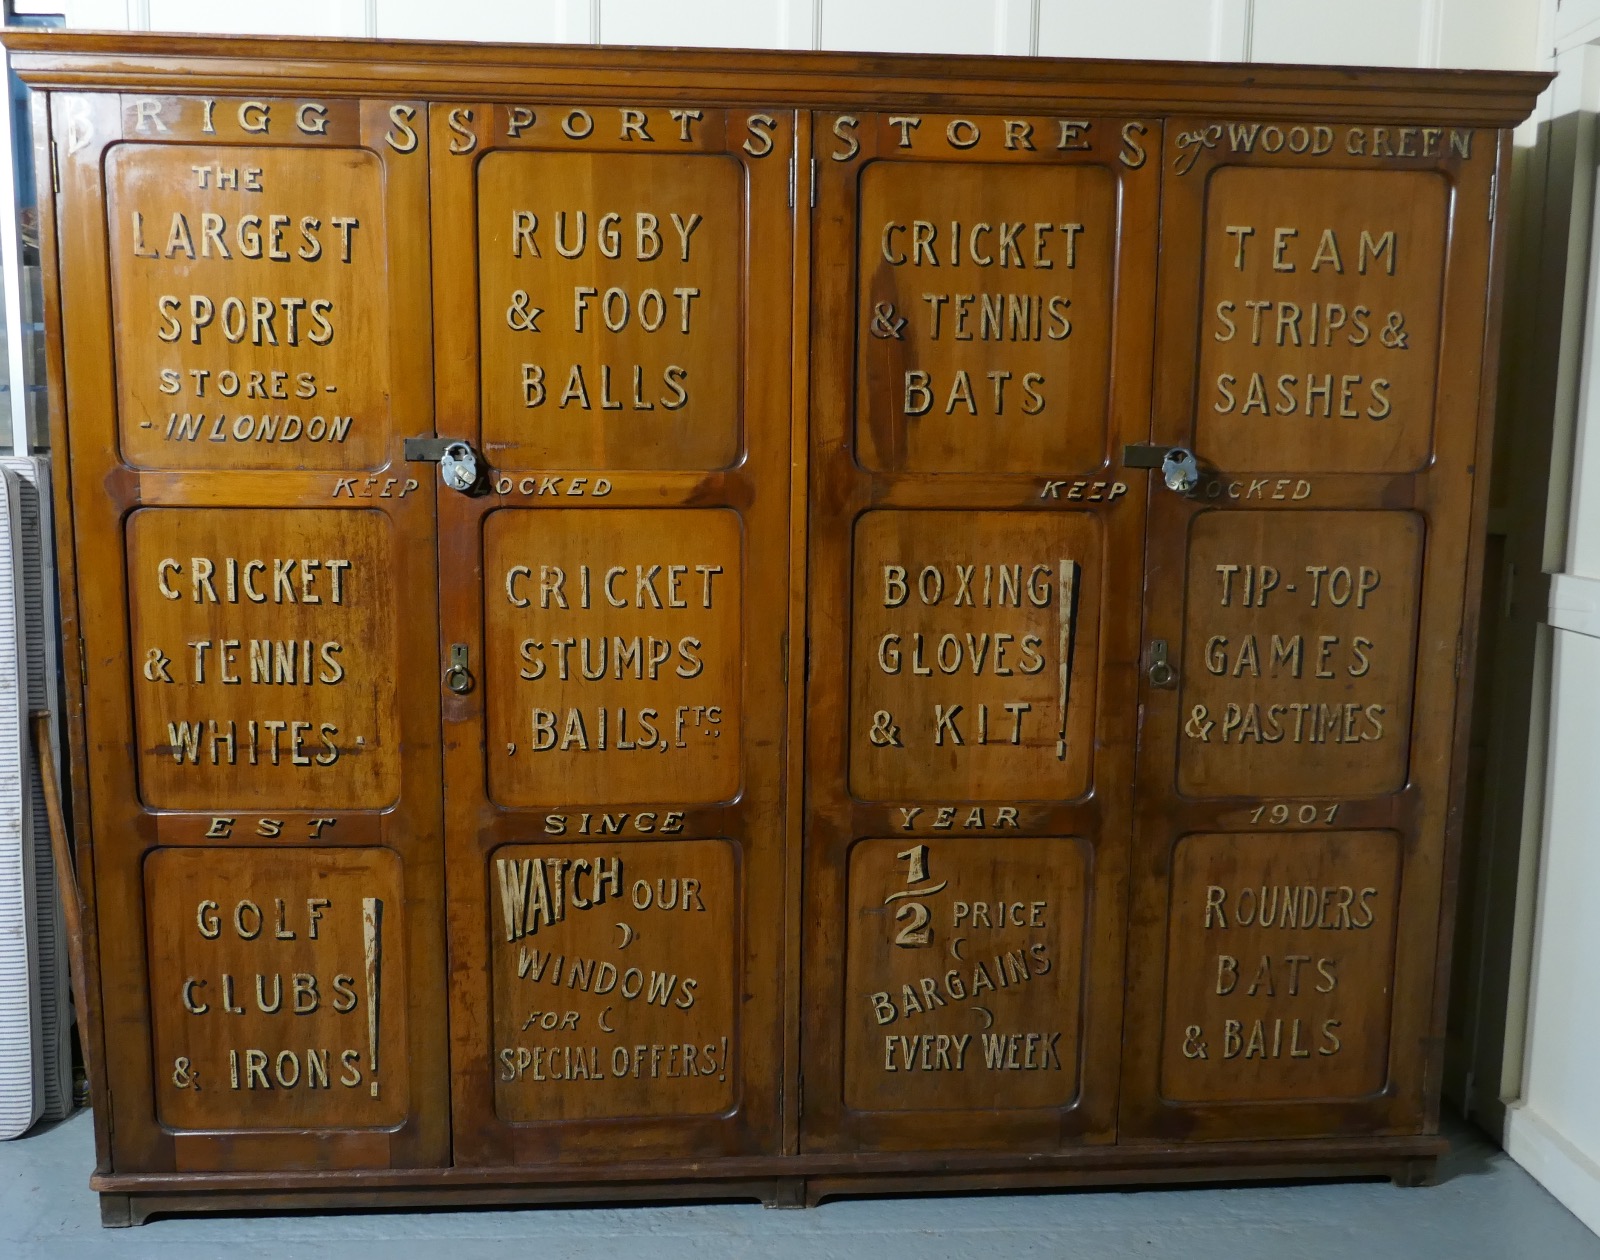 BRIGGS SPORTS STORES oye WOOD GREEN
THE
LARGEST
SPORTS
STORES-
- IN LONDON
RUGBY
& FOOT
BALLS
CRICKET
& TENNIS
BATS
TEAM
STRIPS &
SASHES
KEEP LOCKED
KEEP LOCKED
CRICKET
& TENNIS
WHITES
CRICKET
STUMPS
, BAILS, ETC
BOXING
GLOVES
& KIT!
TIP-TOP
GAMES
& PASTIMES
EST SINCE YEAR 1901
GOLF
CLUBS
& IRONS!
WATCH OUR
WINDOWS
FOR
SPECIAL OFFERS!
1/2 PRICE
BARGAINS
EVERY WEEK
ROUNDERS
BATS
& BAILS